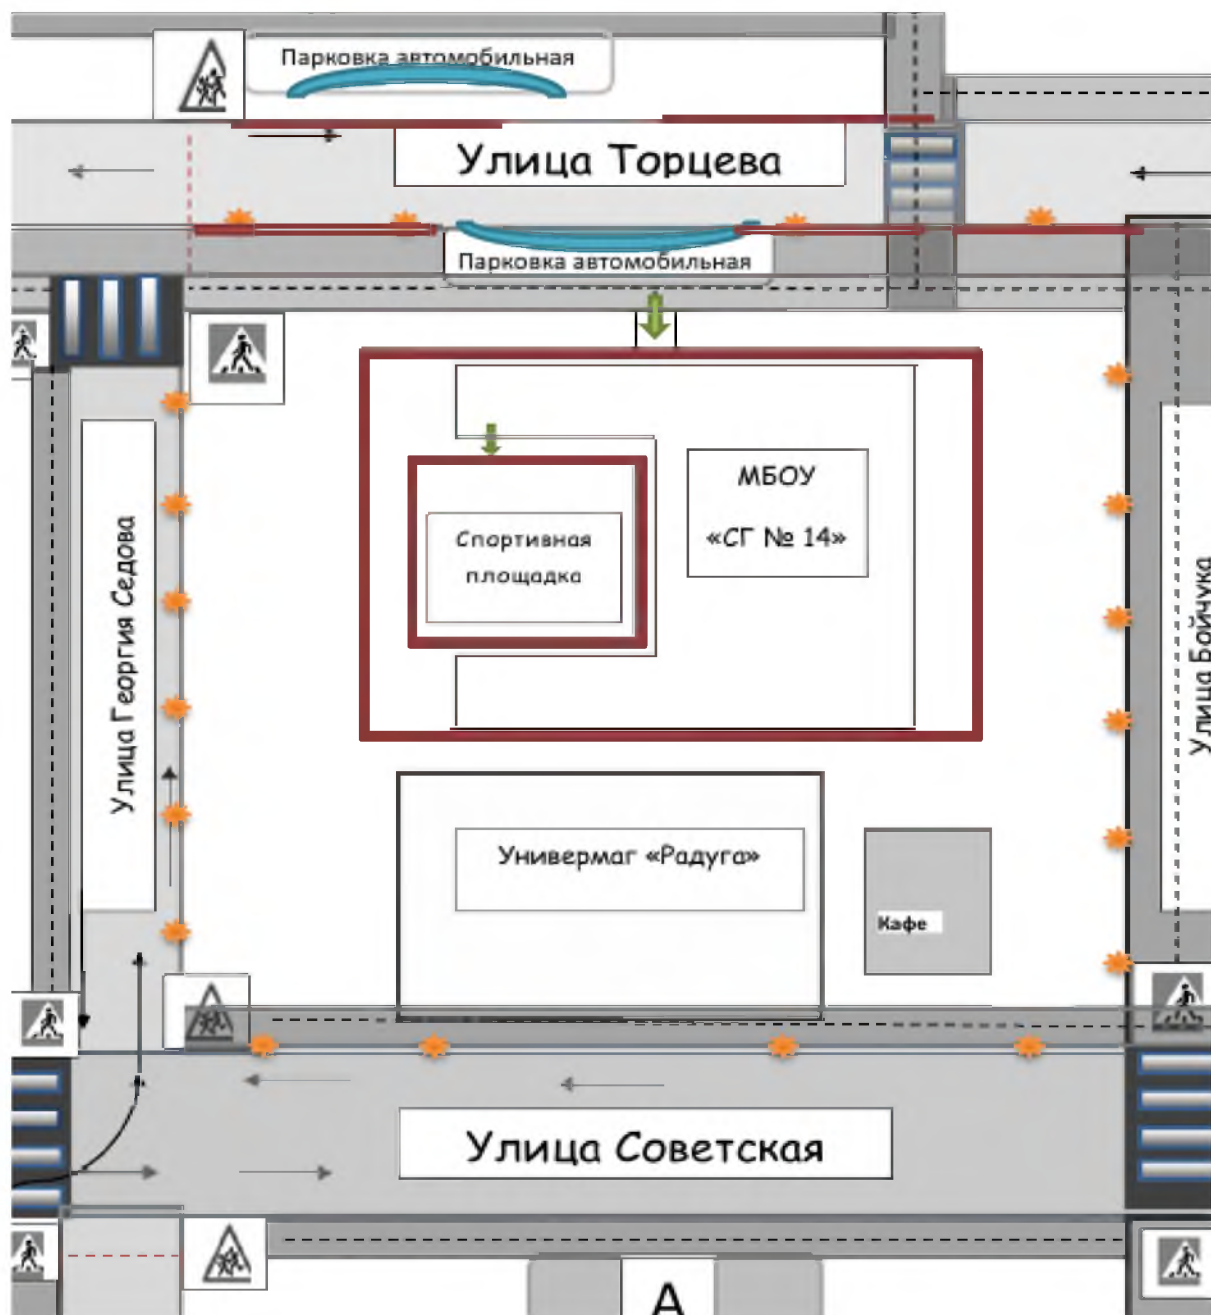 Парковка автомобильная
Улица Торцева
Парковка автомобильная
МБОУ
«СГ № 14»
Спортивная
площадка
Улица Георгия Седова
Улица Бойчука
Универмаг «Радуга»
Кафе
Улица Советская
А